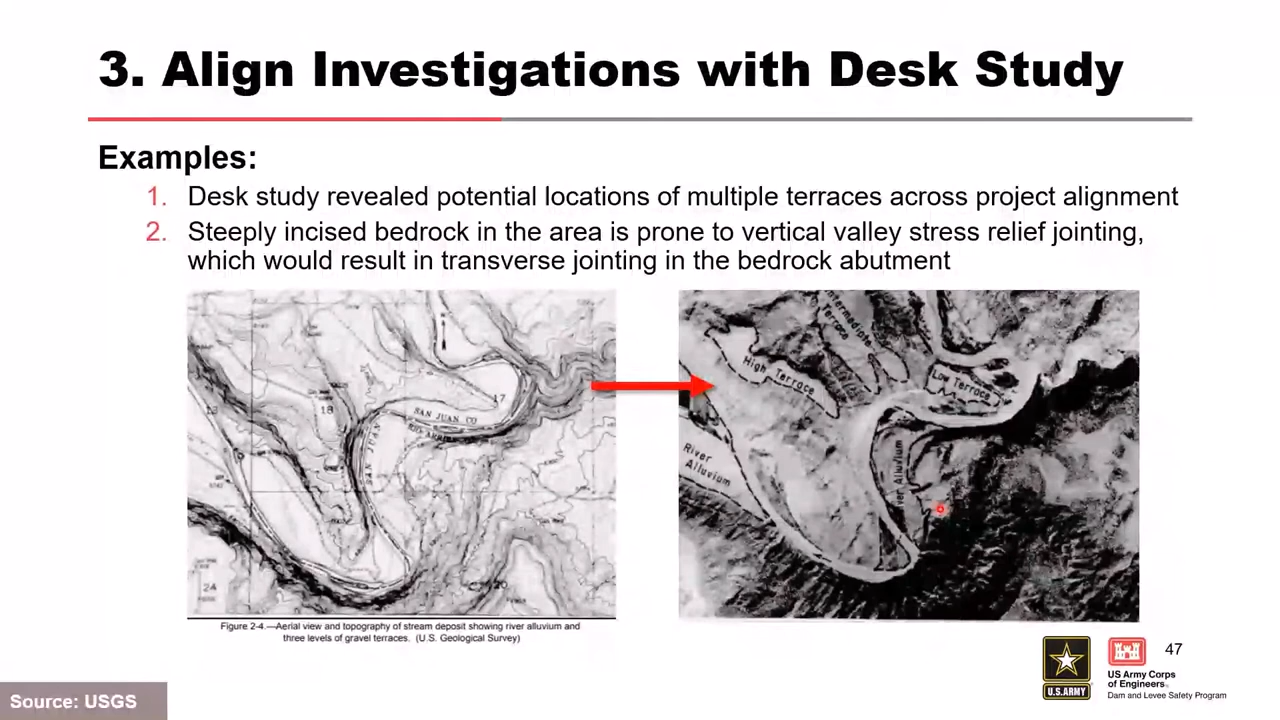 3. Align Investigations with Desk Study
Examples:
1. Desk study revealed potential locations of multiple terraces across project alignment
2. Steeply incised bedrock in the area is prone to vertical valley stress relief jointing,
which would result in transverse jointing in the bedrock abutment
13
18
17
SAN JUAN CO
SAN JUAN
24
20
Intermediate
Terrace
High Terrace
Low Terrace
River
Alluvium
River Alluvium
Figure 2-4.—Aerial view and topography of stream deposit showing river alluvium and
three levels of gravel terraces. (U.S. Geological Survey)
U.S. ARMY
US Army Corps
of Engineers®
Dam and Levee Safety Program
47
Source: USGS